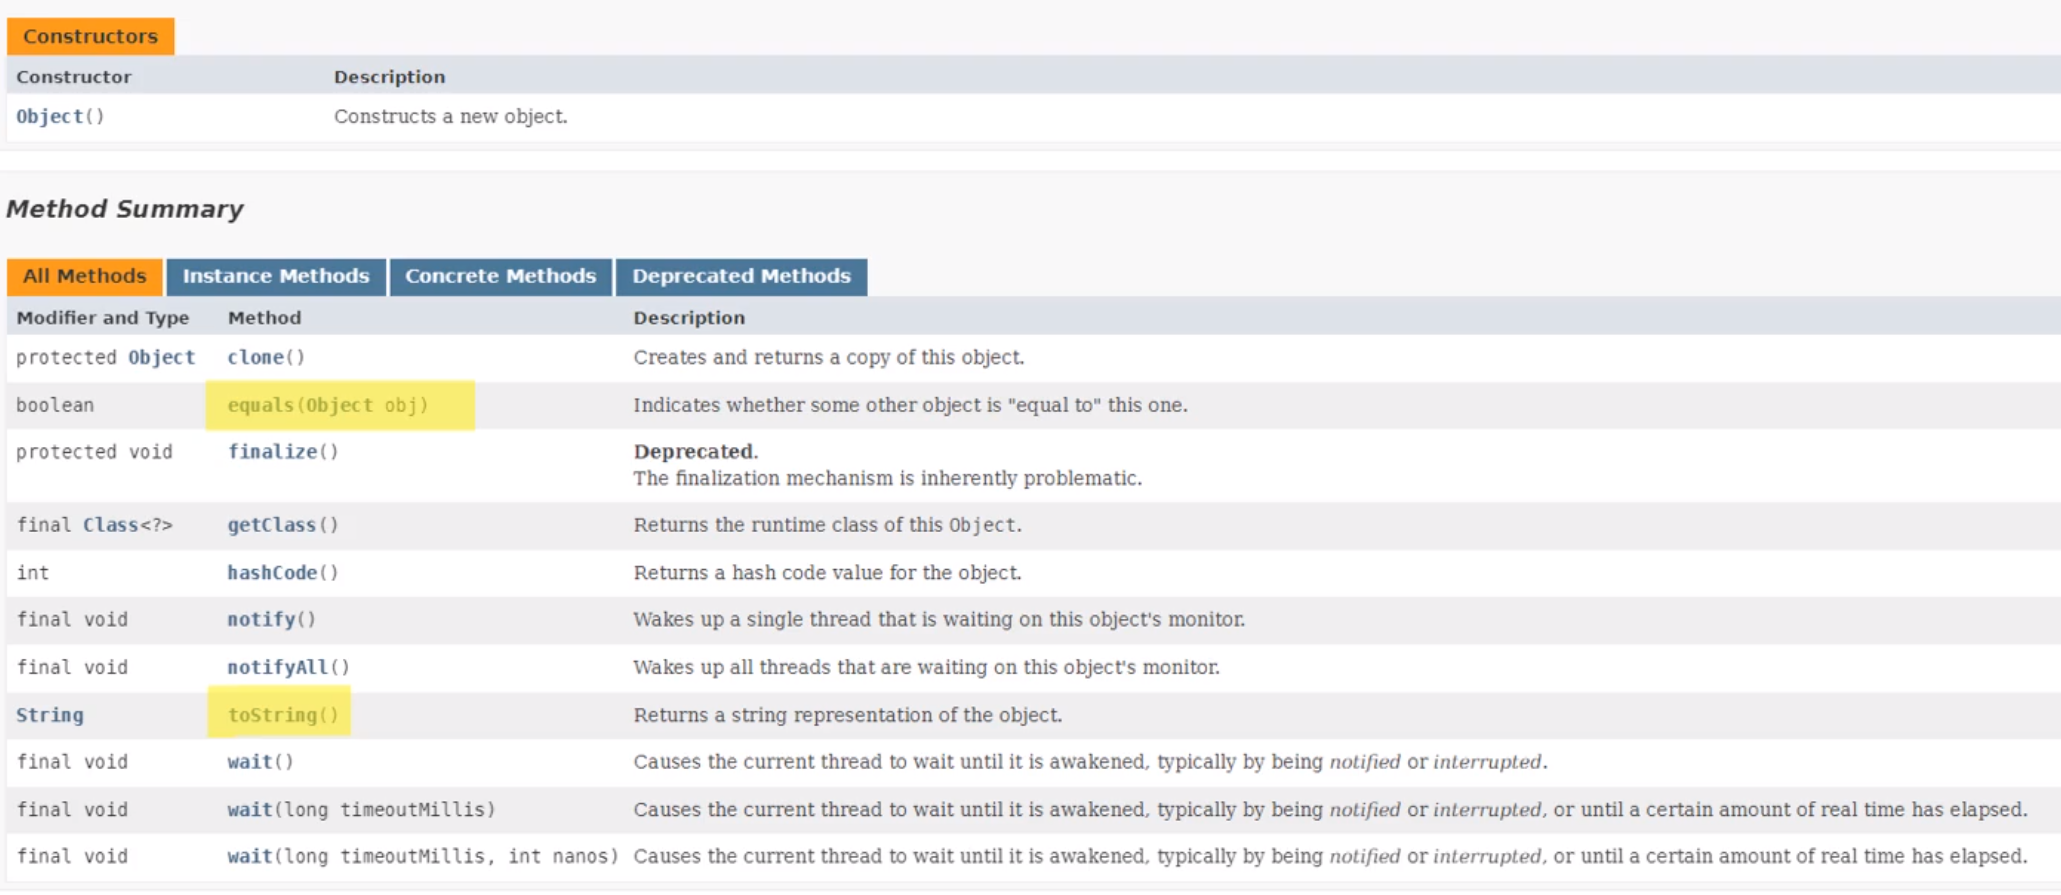 Constructors
Constructor Description
Object() Constructs a new object.
Method Summary
All Methods Instance Methods Concrete Methods Deprecated Methods
Modifier and Type Method Description
protected Object clone() Creates and returns a copy of this object.
boolean equals(Object obj) Indicates whether some other object is "equal to" this one.
protected void finalize() Deprecated.
The finalization mechanism is inherently problematic.
final Class<?> getClass() Returns the runtime class of this Object.
int hashCode() Returns a hash code value for the object.
final void notify() Wakes up a single thread that is waiting on this object's monitor.
final void notifyAll() Wakes up all threads that are waiting on this object's monitor.
String toString() Returns a string representation of the object.
final void wait() Causes the current thread to wait until it is awakened, typically by being notified or interrupted.
final void wait(long timeoutMillis) Causes the current thread to wait until it is awakened, typically by being notified or interrupted, or until a certain amount of real time has elapsed.
final void wait(long timeoutMillis, int nanos) Causes the current thread to wait until it is awakened, typically by being notified or interrupted, or until a certain amount of real time has elapsed.